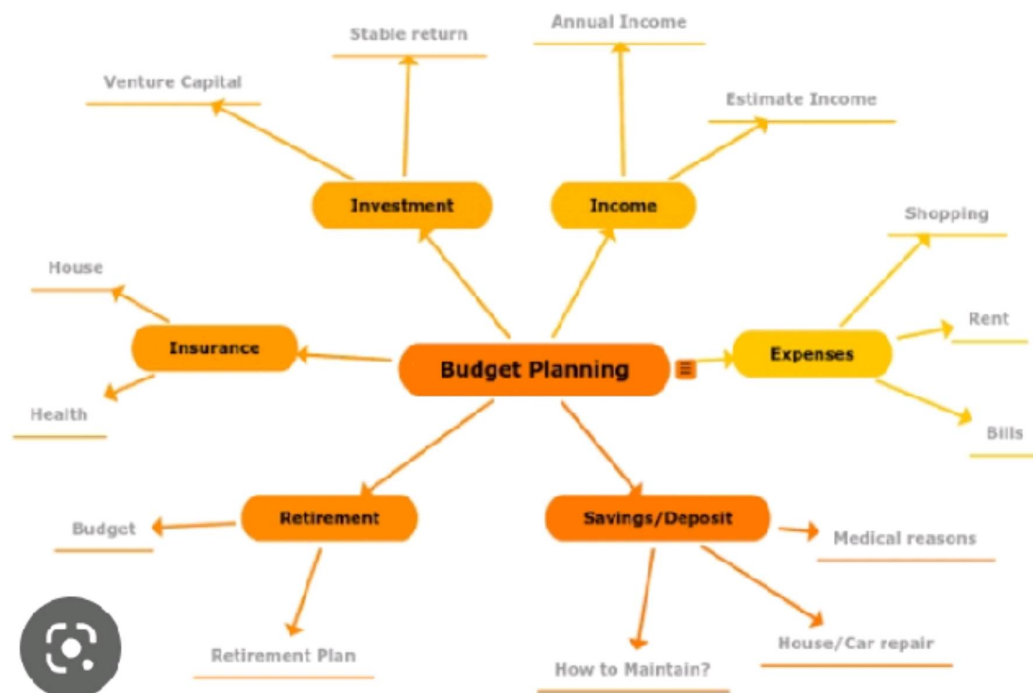 Annual Income
Stable return
Venture Capital
Estimate Income
Investment
Income
Shopping
House
Rent
Insurance
Expenses
Budget Planning
Health
Bills
Retirement
Savings/Deposit
Budget
Medical reasons
House/Car repair
Retirement Plan
How to Maintain?